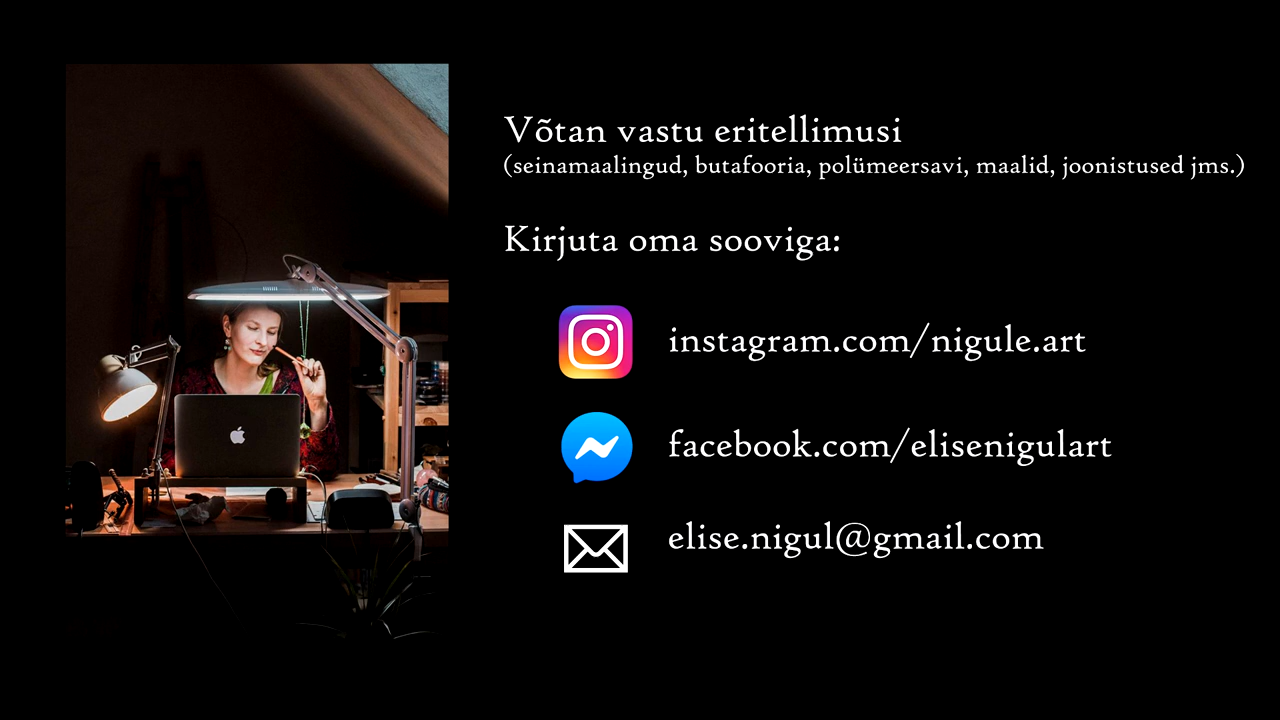 Võtan vastu eritellimusi
(seinamaalingud, butafooria, polümeersavi, maalid, joonistused jms.)
Kirjuta oma sooviga:
instagram.com/nigule.art
facebook.com/elisenigulart
elise.nigul@gmail.com